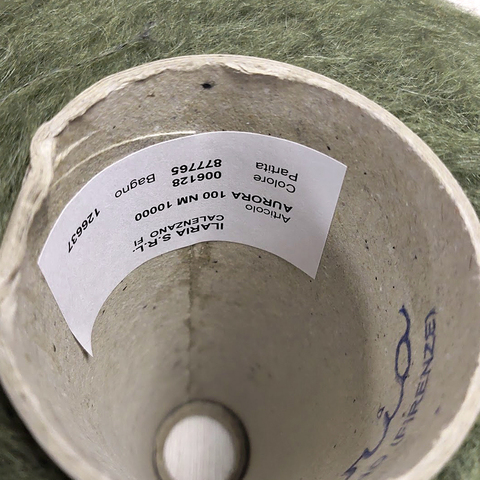 ILARIA S.R.L.
CALENZANO FI
Articolo
AURORA 100 NM 10000
Colore 006128 Bagno 126637
Partita 877765
(FIRENZE)